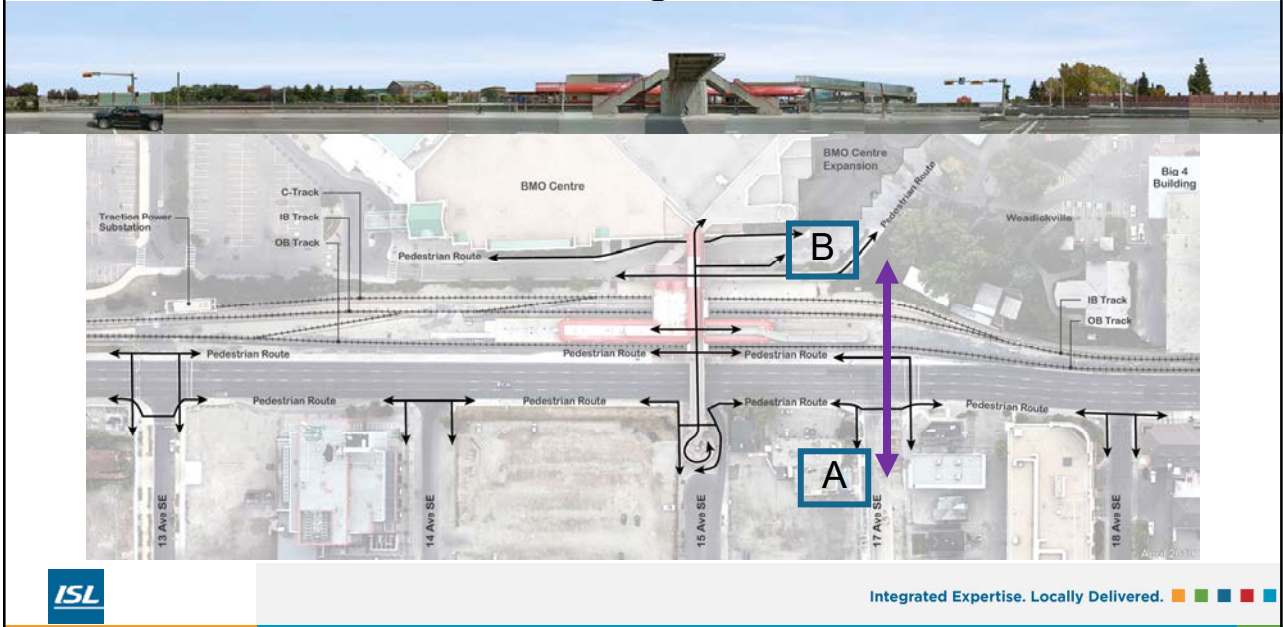 BMO Centre
Expansion
Big 4
Building
BMO Centre
C-Track
Pedestrian Route
Traction Power
Substation
IB Track
Weadickville
OB Track
B
Pedestrian Route
IB Track
OB Track
Pedestrian Route
Pedestrian Route
Pedestrian Route
Pedestrian Route
Pedestrian Route
Pedestrian Route
Pedestrian Route
A
13 Ave SE
14 Ave SE
15 Ave SE
17 Ave SE
18 Ave SE
ISL
Integrated Expertise. Locally Delivered.